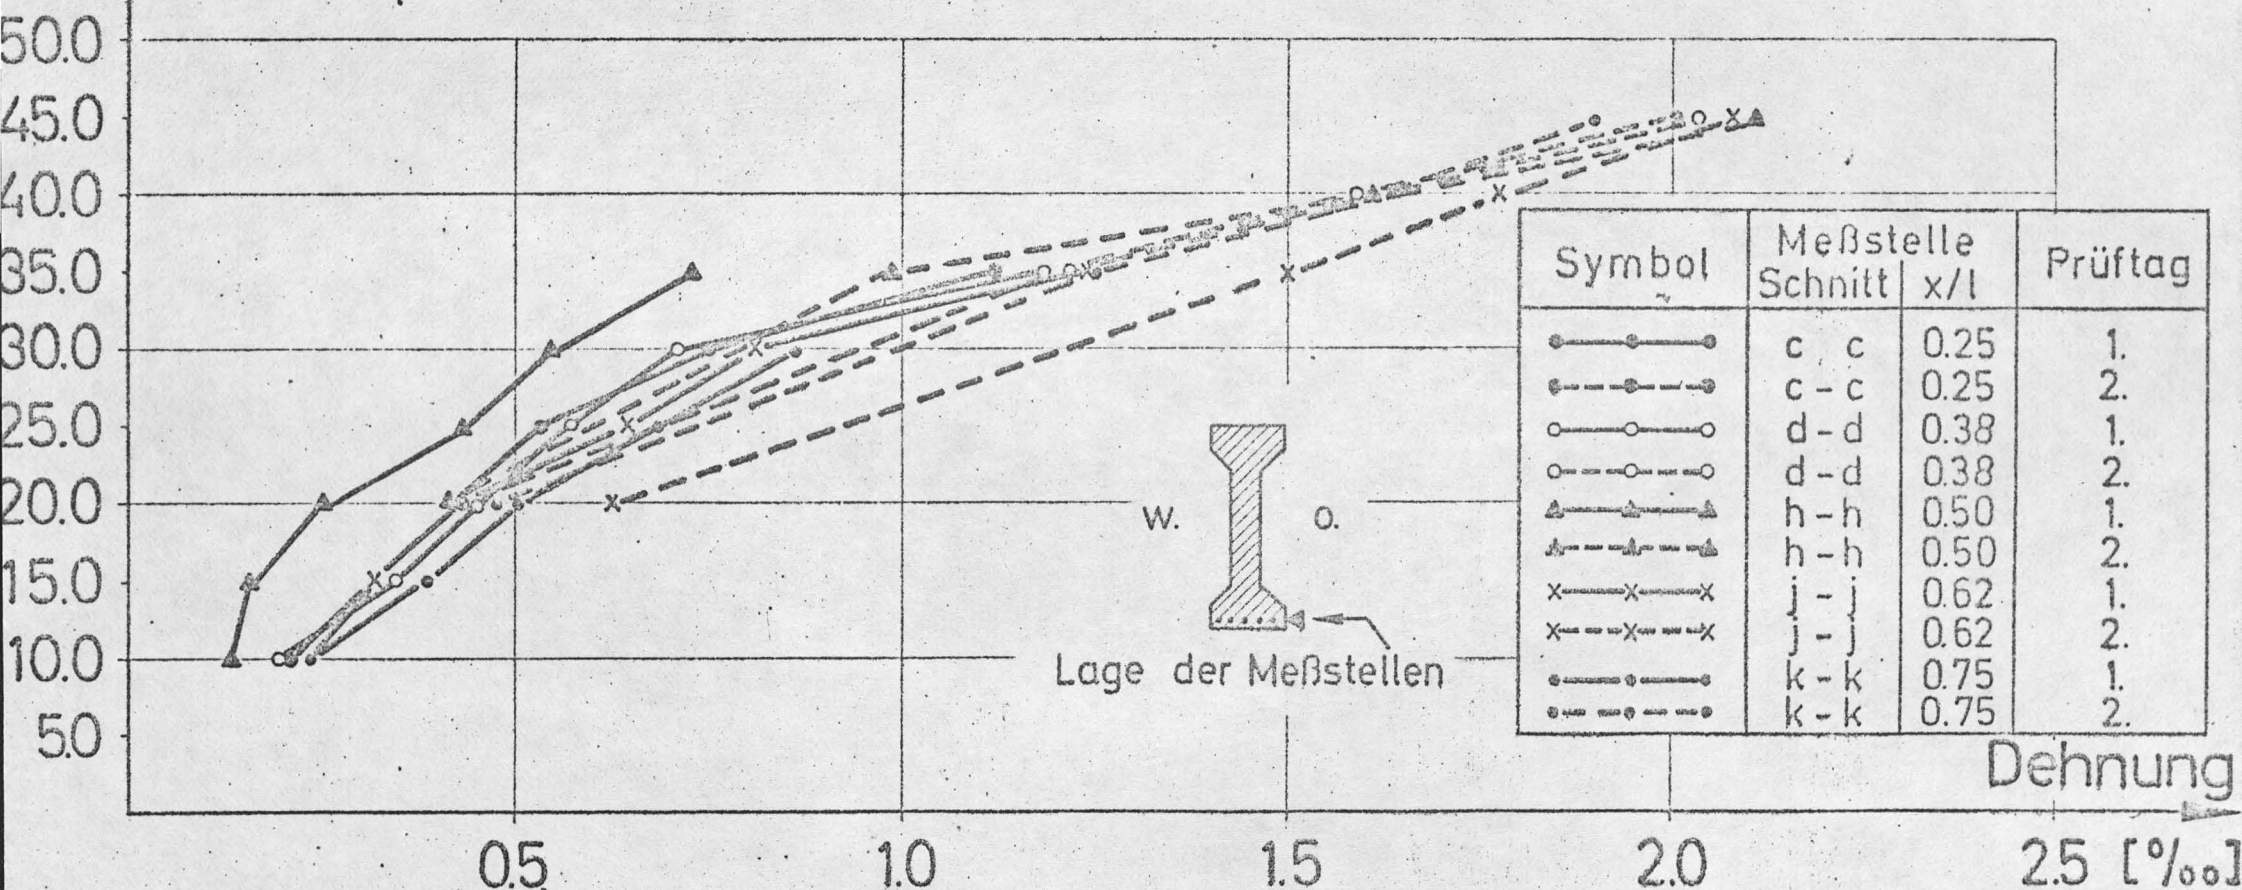 50.0
45.0
40.0
35.0
30.0
25.0
20.0
15.0
10.0
5.0
0.5 1.0 1.5 2.0 2.5 [‰]
Dehnung
W. O.
Lage der Meßstellen
Symbol Meßstelle Prüftag
Schnitt x/l
c c 0.25 1.
c - c 0.25 2.
d - d 0.38 1.
d - d 0.38 2.
h - h 0.50 1.
h - h 0.50 2.
j - j 0.62 1.
j - j 0.62 2.
k - k 0.75 1.
k - k 0.75 2.